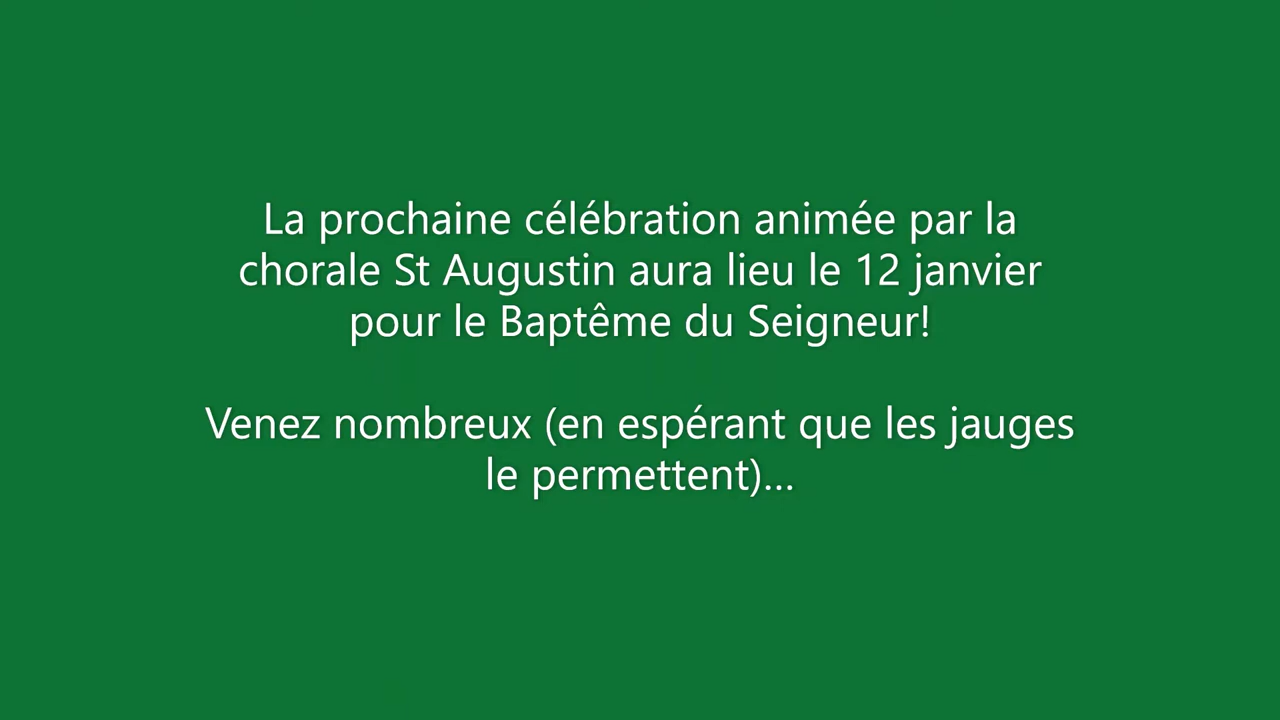 La prochaine célébration animée par la
chorale St Augustin aura lieu le 12 janvier
pour le Baptême du Seigneur!
Venez nombreux (en espérant que les jauges
le permettent)...